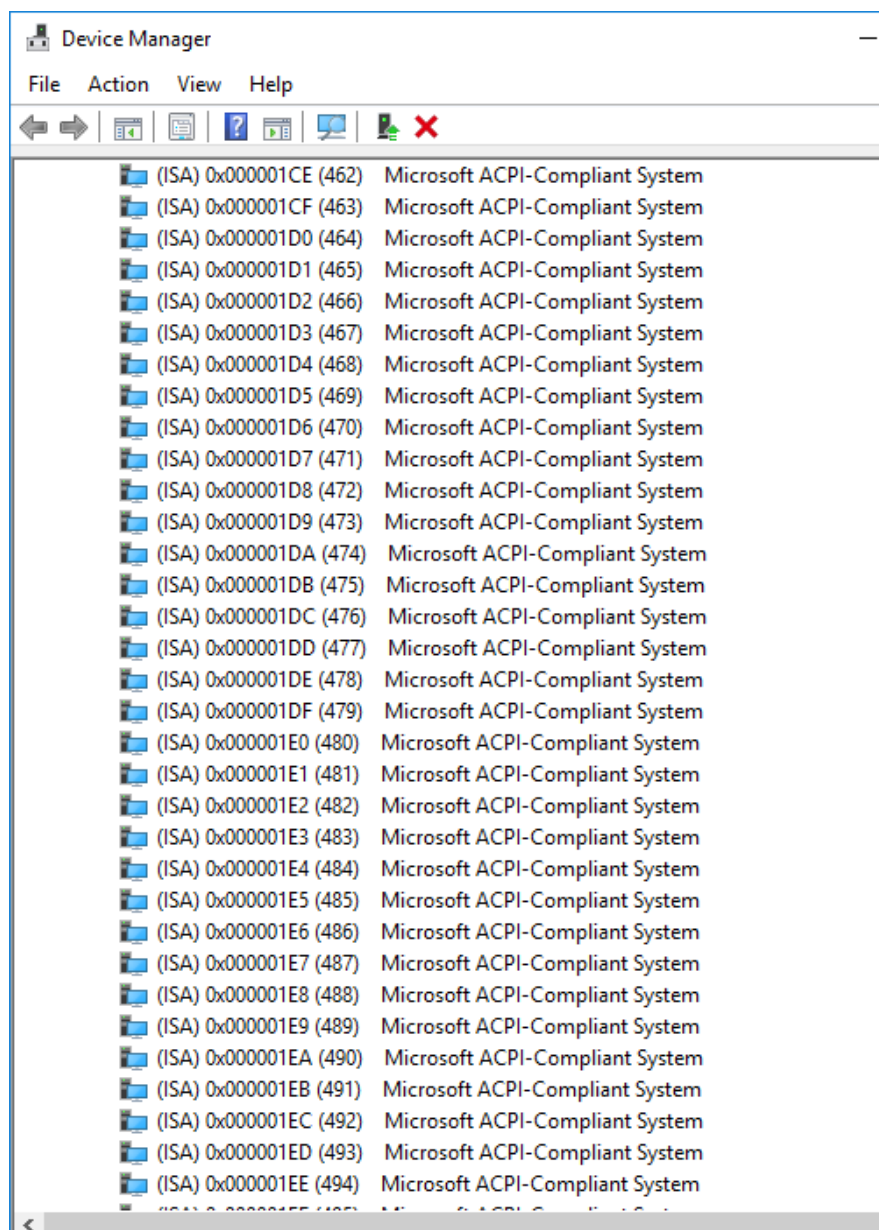 Device Manager
File Action View Help
(ISA) 0x000001CE (462) Microsoft ACPI-Compliant System
(ISA) 0x000001CF (463) Microsoft ACPI-Compliant System
(ISA) 0x000001D0 (464) Microsoft ACPI-Compliant System
(ISA) 0x000001D1 (465) Microsoft ACPI-Compliant System
(ISA) 0x000001D2 (466) Microsoft ACPI-Compliant System
(ISA) 0x000001D3 (467) Microsoft ACPI-Compliant System
(ISA) 0x000001D4 (468) Microsoft ACPI-Compliant System
(ISA) 0x000001D5 (469) Microsoft ACPI-Compliant System
(ISA) 0x000001D6 (470) Microsoft ACPI-Compliant System
(ISA) 0x000001D7 (471) Microsoft ACPI-Compliant System
(ISA) 0x000001D8 (472) Microsoft ACPI-Compliant System
(ISA) 0x000001D9 (473) Microsoft ACPI-Compliant System
(ISA) 0x000001DA (474) Microsoft ACPI-Compliant System
(ISA) 0x000001DB (475) Microsoft ACPI-Compliant System
(ISA) 0x000001DC (476) Microsoft ACPI-Compliant System
(ISA) 0x000001DD (477) Microsoft ACPI-Compliant System
(ISA) 0x000001DE (478) Microsoft ACPI-Compliant System
(ISA) 0x000001DF (479) Microsoft ACPI-Compliant System
(ISA) 0x000001E0 (480) Microsoft ACPI-Compliant System
(ISA) 0x000001E1 (481) Microsoft ACPI-Compliant System
(ISA) 0x000001E2 (482) Microsoft ACPI-Compliant System
(ISA) 0x000001E3 (483) Microsoft ACPI-Compliant System
(ISA) 0x000001E4 (484) Microsoft ACPI-Compliant System
(ISA) 0x000001E5 (485) Microsoft ACPI-Compliant System
(ISA) 0x000001E6 (486) Microsoft ACPI-Compliant System
(ISA) 0x000001E7 (487) Microsoft ACPI-Compliant System
(ISA) 0x000001E8 (488) Microsoft ACPI-Compliant System
(ISA) 0x000001E9 (489) Microsoft ACPI-Compliant System
(ISA) 0x000001EA (490) Microsoft ACPI-Compliant System
(ISA) 0x000001EB (491) Microsoft ACPI-Compliant System
(ISA) 0x000001EC (492) Microsoft ACPI-Compliant System
(ISA) 0x000001ED (493) Microsoft ACPI-Compliant System
(ISA) 0x000001EE (494) Microsoft ACPI-Compliant System